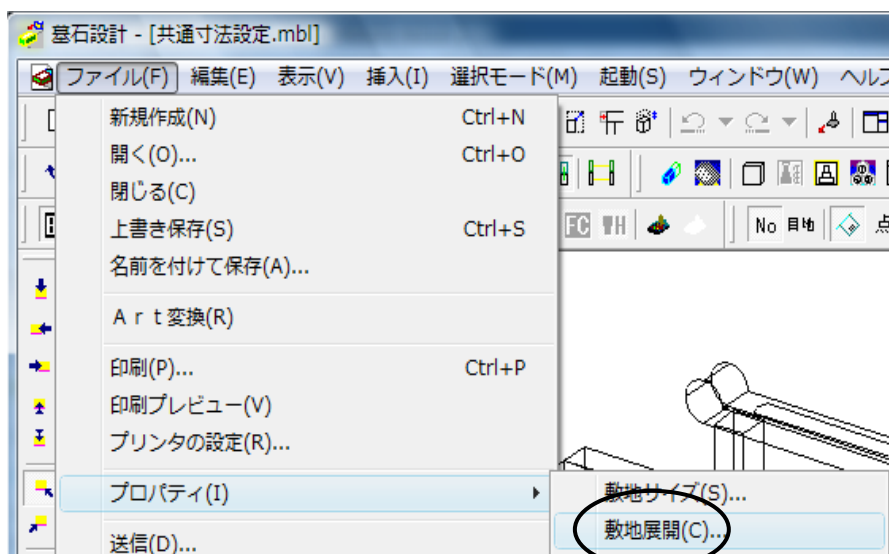 墓石設計 - [共通寸法設定.mbl]
ファイル(F) 編集(E) 表示(V) 挿入(I) 選択モード(M) 起動(S) ウィンドウ(W)
新規作成(N) Ctrl+N
開く(O)... Ctrl+O
閉じる(C)
上書き保存(S) Ctrl+S
FC
No 目地
名前を付けて保存(A)...
Ａｒｔ変換(R)
印刷(P)... Ctrl+P
印刷プレビュー(V)
プリンタの設定(R)...
プロパティ(I)
敷地サイズ(S)...
敷地展開(C)...
送信(D)...